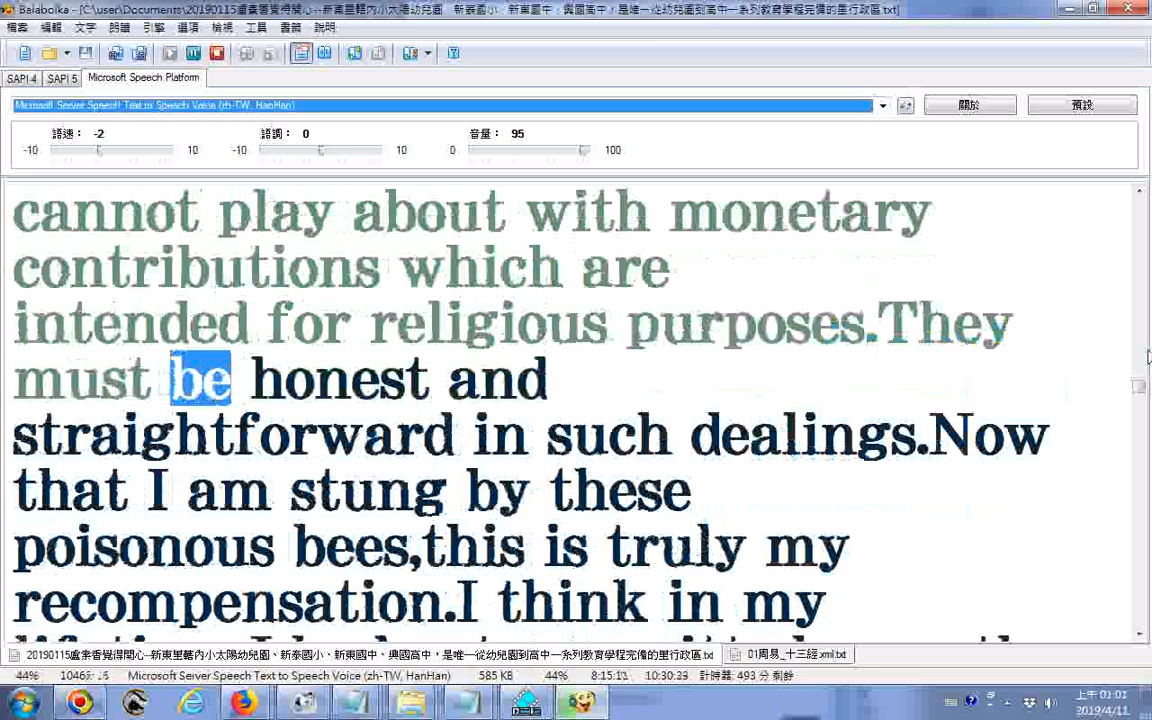 Balabolka - [C:\user\Documents\20190115盧素香覺得開心--新東里轄內小太陽幼兒園、新泰國小、新東國中、興國高中，是唯一從幼兒園到高中一系列教育學程完備的里行政區.txt]
檔案 編輯 文字 朗讀 引擎 選項 檢視 工具 書籤 說明
SAPI 4 SAPI 5 Microsoft Speech Platform
Microsoft Server Speech Text to Speech Voice (zh-TW, HanHan) 關於 預設
語速： -2 語調： 0 音量： 95
-10 10 -10 10 0 100
cannot play about with monetary
contributions which are
intended for religious purposes.They
must be honest and
straightforward in such dealings.Now
that I am stung by these
poisonous bees,this is truly my
recompensation.I think in my
20190115盧素香覺得開心--新東里轄內小太陽幼兒園、新泰國小、新東國中、興國高中，是唯一從幼兒園到高中一系列教育學程完備的里行政區.txt 01周易_十三經.xml.txt
44% Microsoft Server Speech Text to Speech Voice (zh-TW, HanHan) 585 KB 44% 10:30:23 計時器: 493 分 剩餘
上午 01:01
2019/4/11